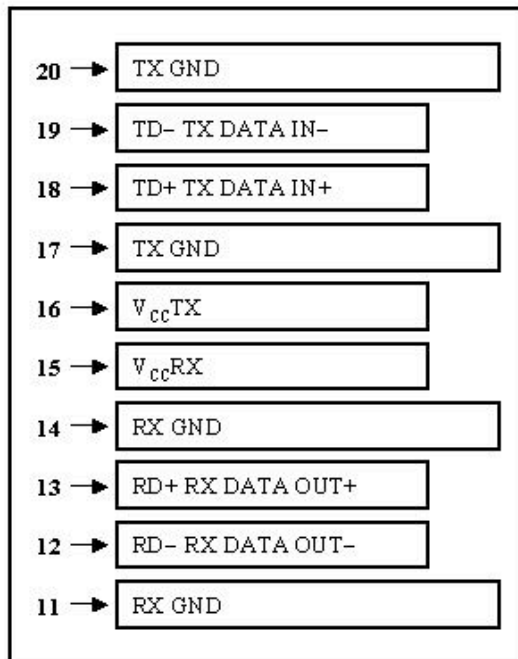 20 TX GND
19 TD– TX DATA IN–
18 TD+ TX DATA IN+
17 TX GND
16 VCCTX
15 VCCRX
14 RX GND
13 RD+ RX DATA OUT+
12 RD– RX DATA OUT–
11 RX GND